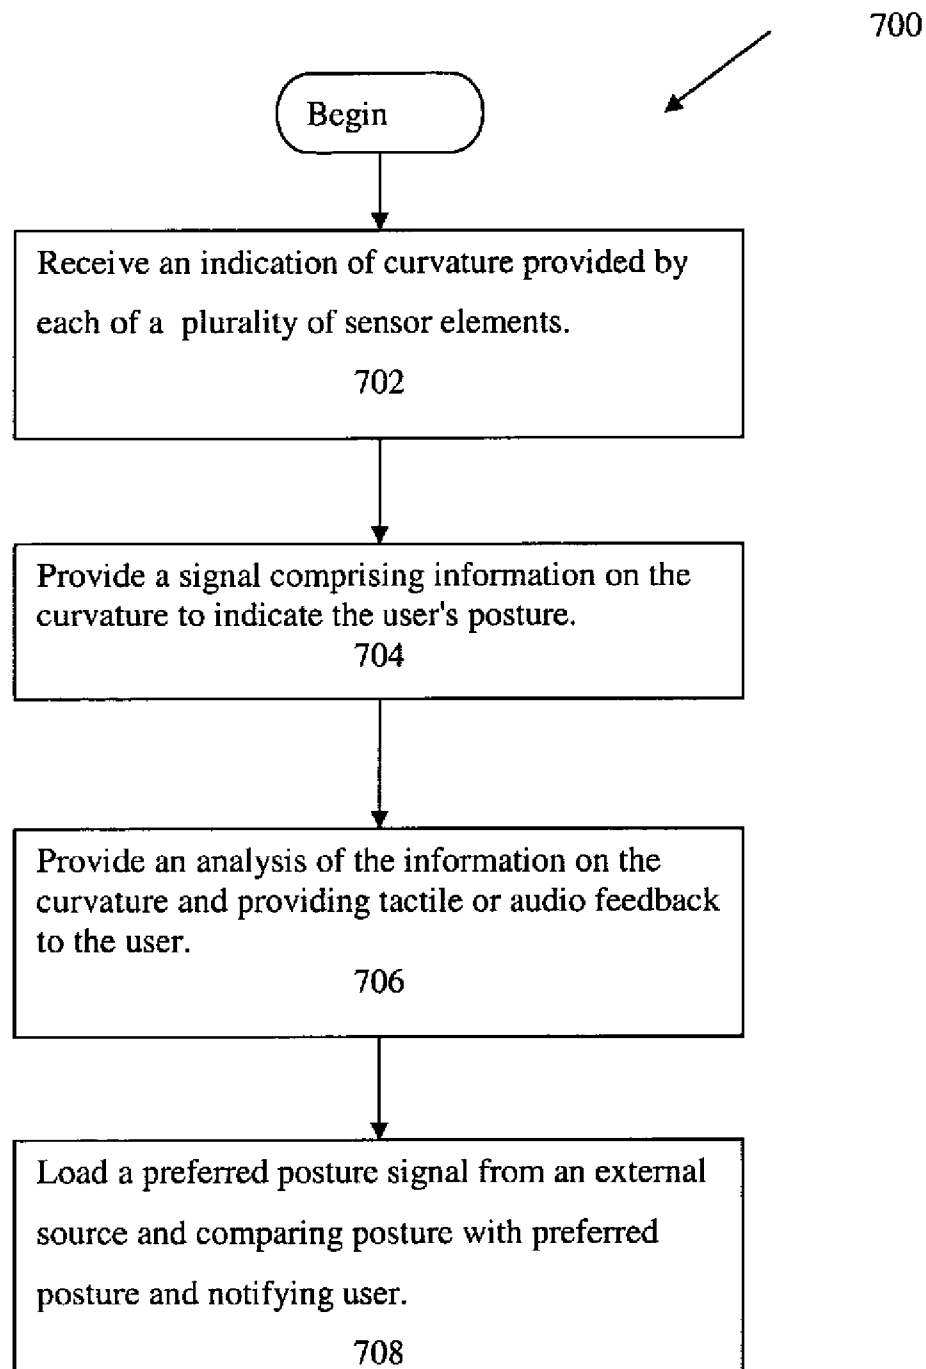 700
Begin
Receive an indication of curvature provided by
each of a plurality of sensor elements.
702
Provide a signal comprising information on the
curvature to indicate the user's posture.
704
Provide an analysis of the information on the
curvature and providing tactile or audio feedback
to the user.
706
Load a preferred posture signal from an external
source and comparing posture with preferred
posture and notifying user.
708